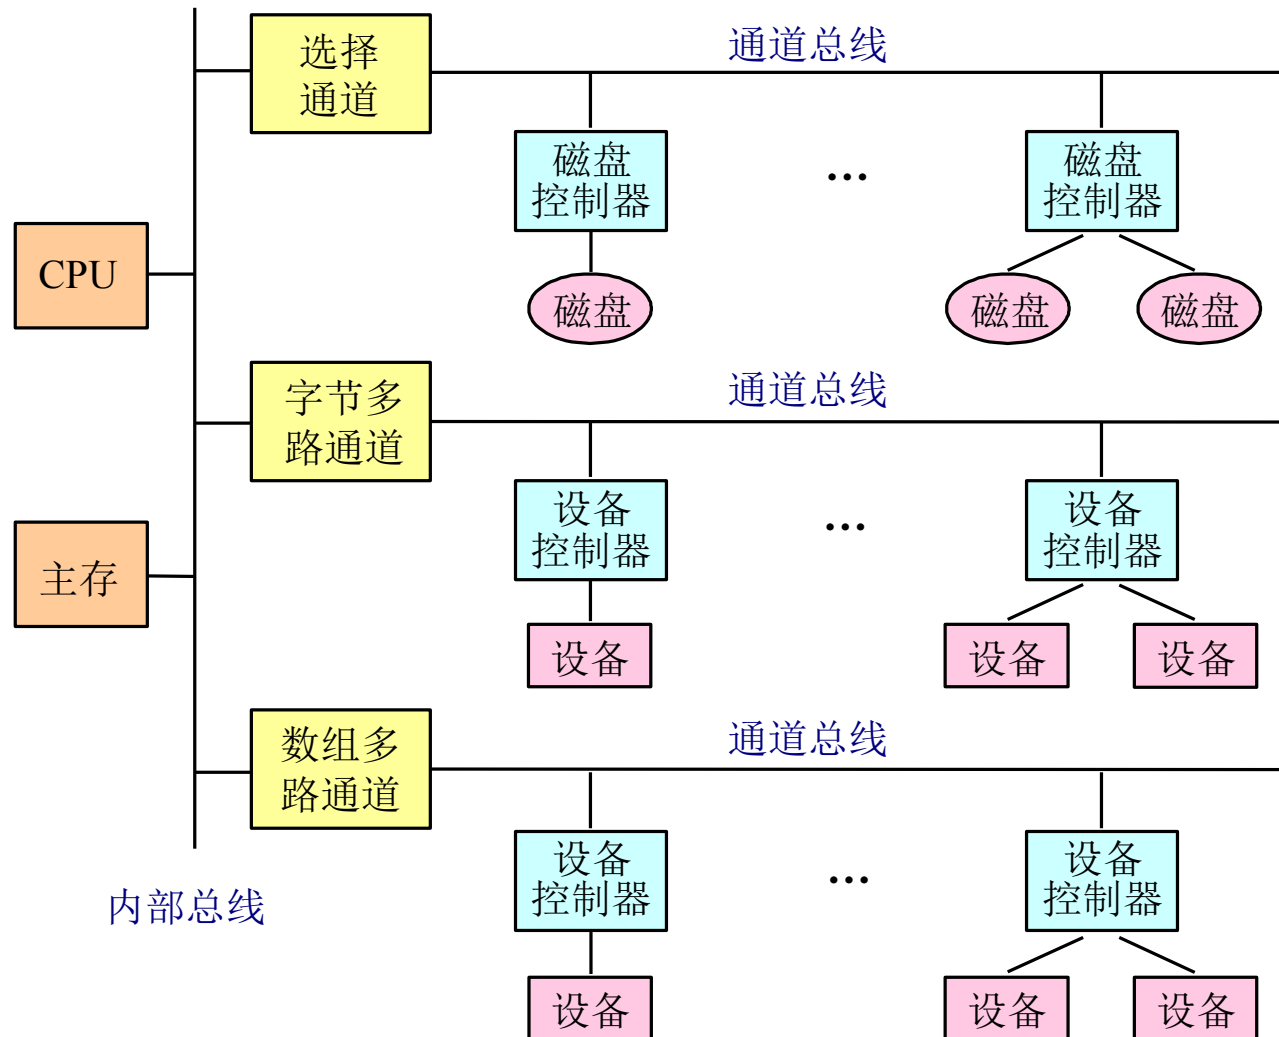 选择
通道
通道总线
磁盘
控制器
...
磁盘
控制器
CPU
磁盘
磁盘
磁盘
字节多
路通道
通道总线
设备
控制器
...
设备
控制器
主存
设备
设备
设备
数组多
路通道
通道总线
设备
控制器
...
设备
控制器
内部总线
设备
设备
设备